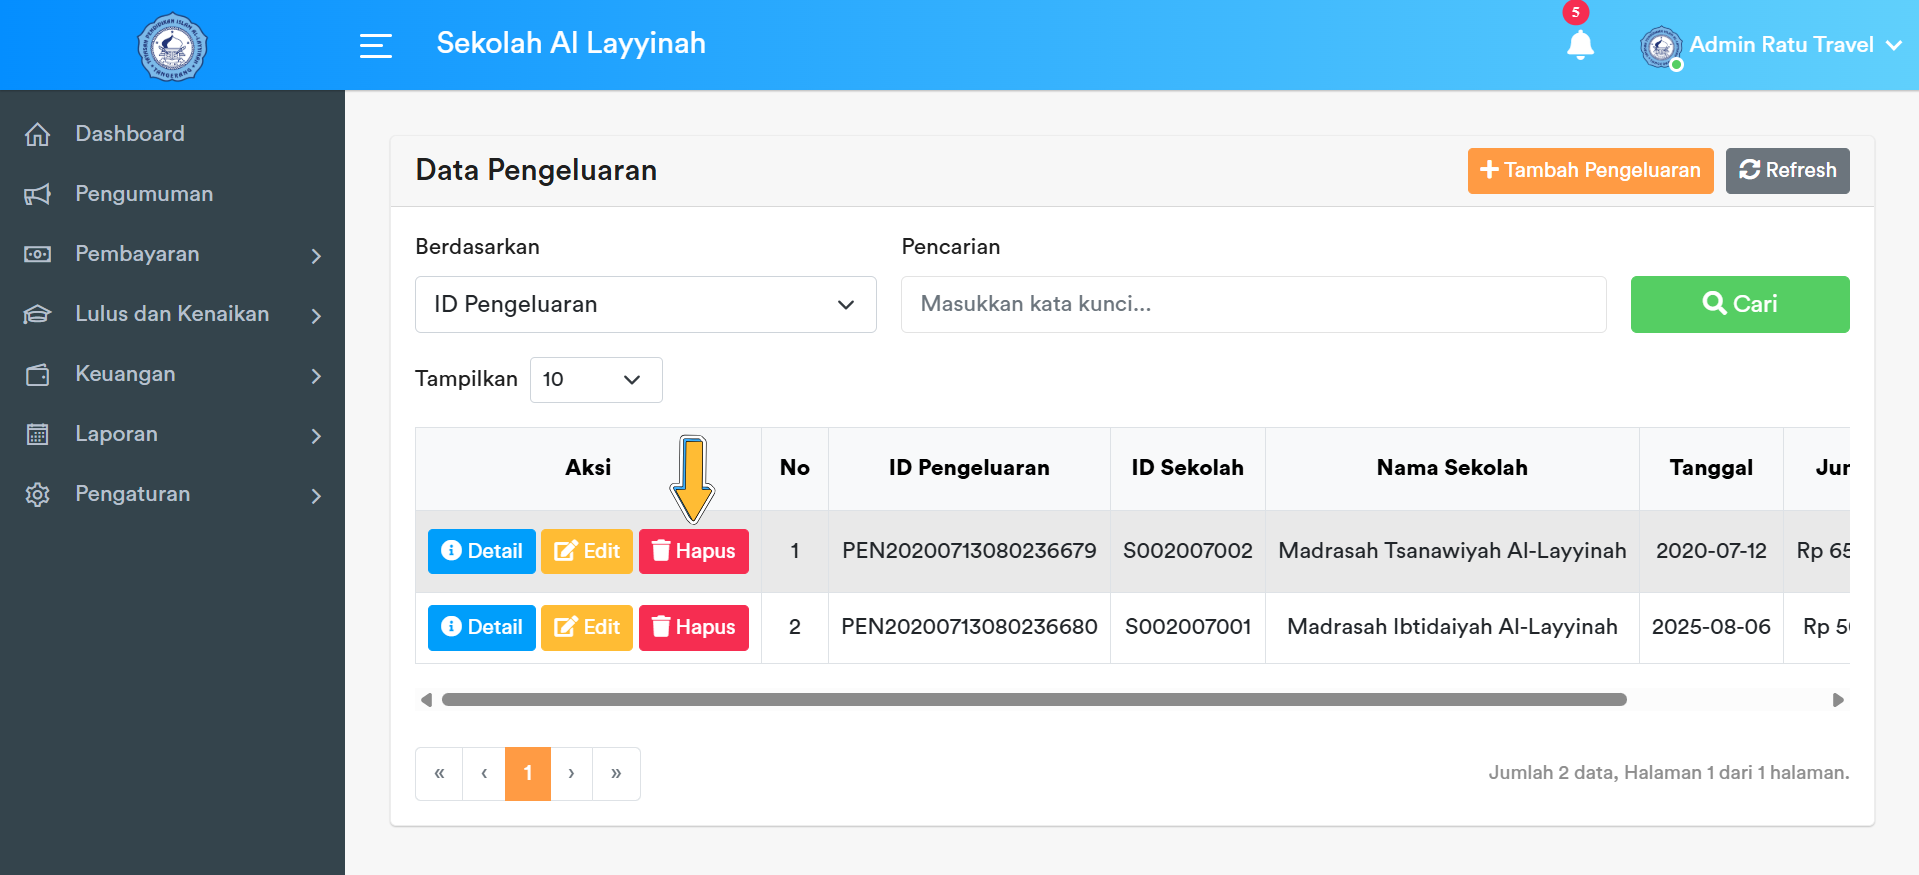 Sekolah Al Layyinah
5
Admin Ratu Travel
Dashboard
Pengumuman
Pembayaran
Lulus dan Kenaikan
Keuangan
Laporan
Pengaturan
Data Pengeluaran
Tambah Pengeluaran
Refresh
Berdasarkan
Pencarian
ID Pengeluaran
Masukkan kata kunci...
Cari
Tampilkan 10
Aksi No ID Pengeluaran ID Sekolah Nama Sekolah Tanggal Jur
Detail Edit Hapus 1 PEN20200713080236679 S002007002 Madrasah Tsanawiyah Al-Layyinah 2020-07-12 Rp 65
Detail Edit Hapus 2 PEN20200713080236680 S002007001 Madrasah Ibtidaiyah Al-Layyinah 2025-08-06 Rp 50
« ‹ 1 › »
Jumlah 2 data, Halaman 1 dari 1 halaman.